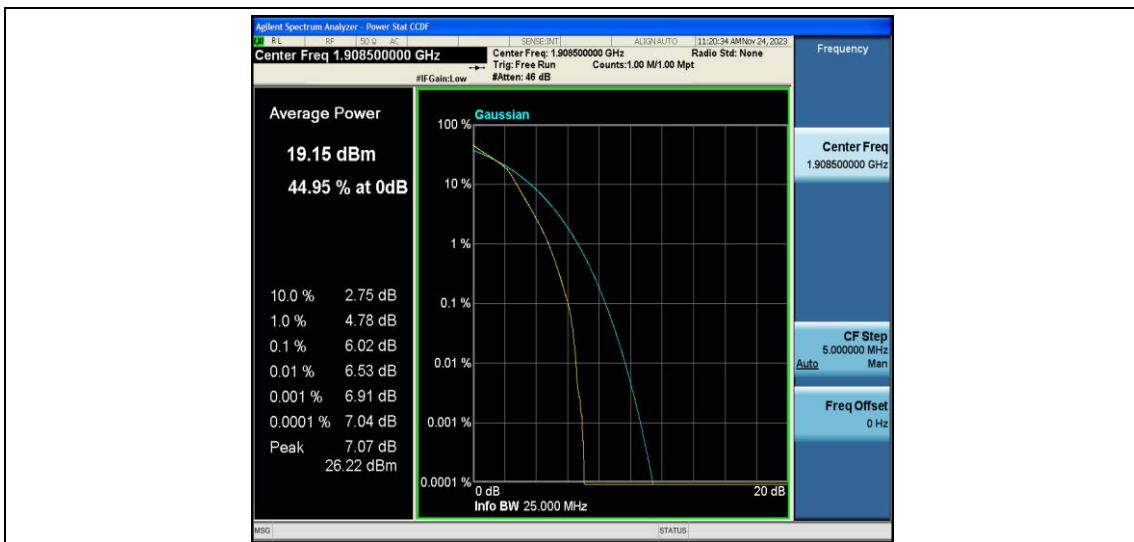 Agilent Spectrum Analyzer - Power Stat CCDF
RL RF 50 Ω AC SENSE:INT ALIGN AUTO 11:20:34 AM Nov 24, 2023
Center Freq 1.908500000 GHz
Center Freq: 1.908500000 GHz Radio Std: None
Trig: Free Run Counts:1.00 M/1.00 Mpt
#IFGain:Low #Atten: 46 dB
Frequency
Average Power
19.15 dBm
44.95 % at 0dB
10.0 % 2.75 dB
1.0 % 4.78 dB
0.1 % 6.02 dB
0.01 % 6.53 dB
0.001 % 6.91 dB
0.0001 % 7.04 dB
Peak 7.07 dB
26.22 dBm
Gaussian
100 %
10 %
1 %
0.1 %
0.01 %
0.001 %
0.0001 %
0 dB 20 dB
Info BW 25.000 MHz
Center Freq
1.908500000 GHz
CF Step
5.000000 MHz
Auto Man
Freq Offset
0 Hz
MSG STATUS